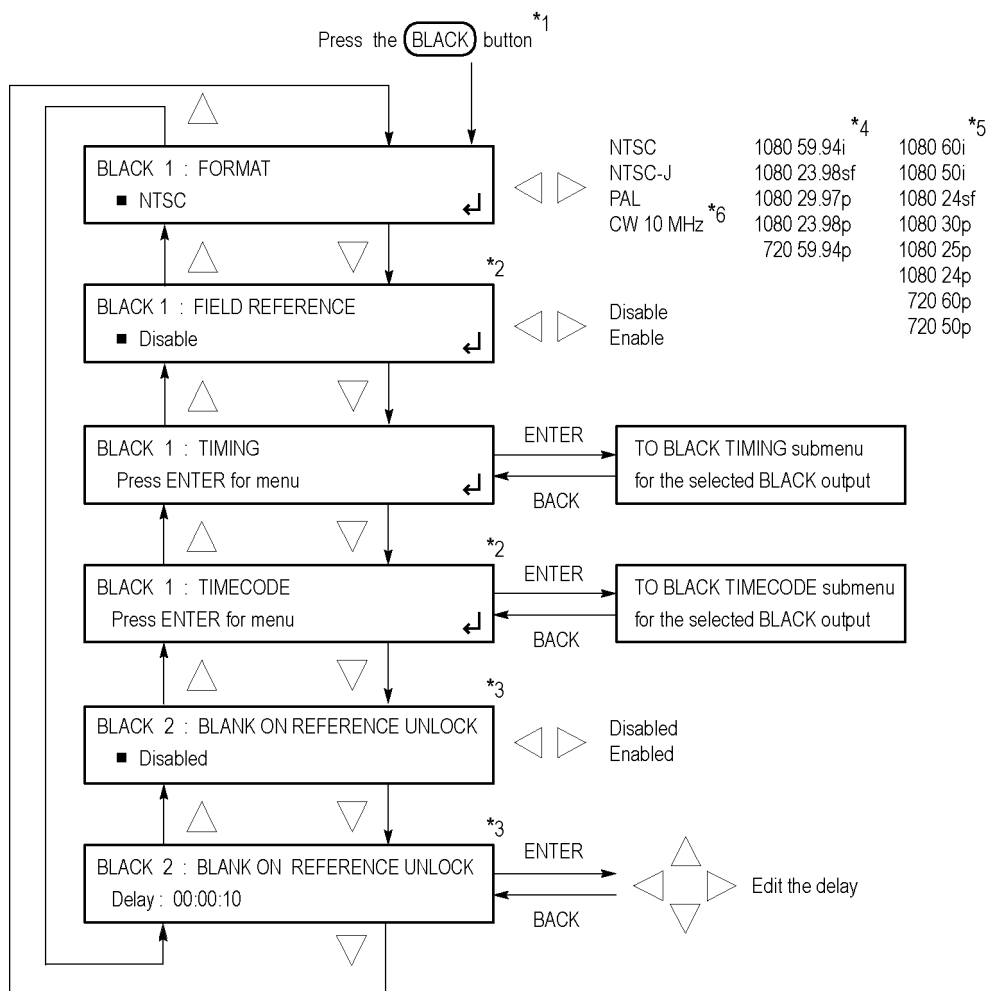 Press the BLACK button *1
BLACK 1 : FORMAT
■ NTSC
NTSC
NTSC-J
PAL
CW 10 MHz *6
*4
1080 59.94i
1080 23.98sf
1080 29.97p
1080 23.98p
720 59.94p
*5
1080 60i
1080 50i
1080 24sf
1080 30p
1080 25p
1080 24p
720 60p
720 50p
*2
BLACK 1 : FIELD REFERENCE
■ Disable
Disable
Enable
BLACK 1 : TIMING
Press ENTER for menu
ENTER
BACK
TO BLACK TIMING submenu
for the selected BLACK output
*2
BLACK 1 : TIMECODE
Press ENTER for menu
ENTER
BACK
TO BLACK TIMECODE submenu
for the selected BLACK output
*3
BLACK 2 : BLANK ON REFERENCE UNLOCK
■ Disabled
Disabled
Enabled
*3
BLACK 2 : BLANK ON REFERENCE UNLOCK
Delay : 00:00:10
ENTER
BACK
Edit the delay